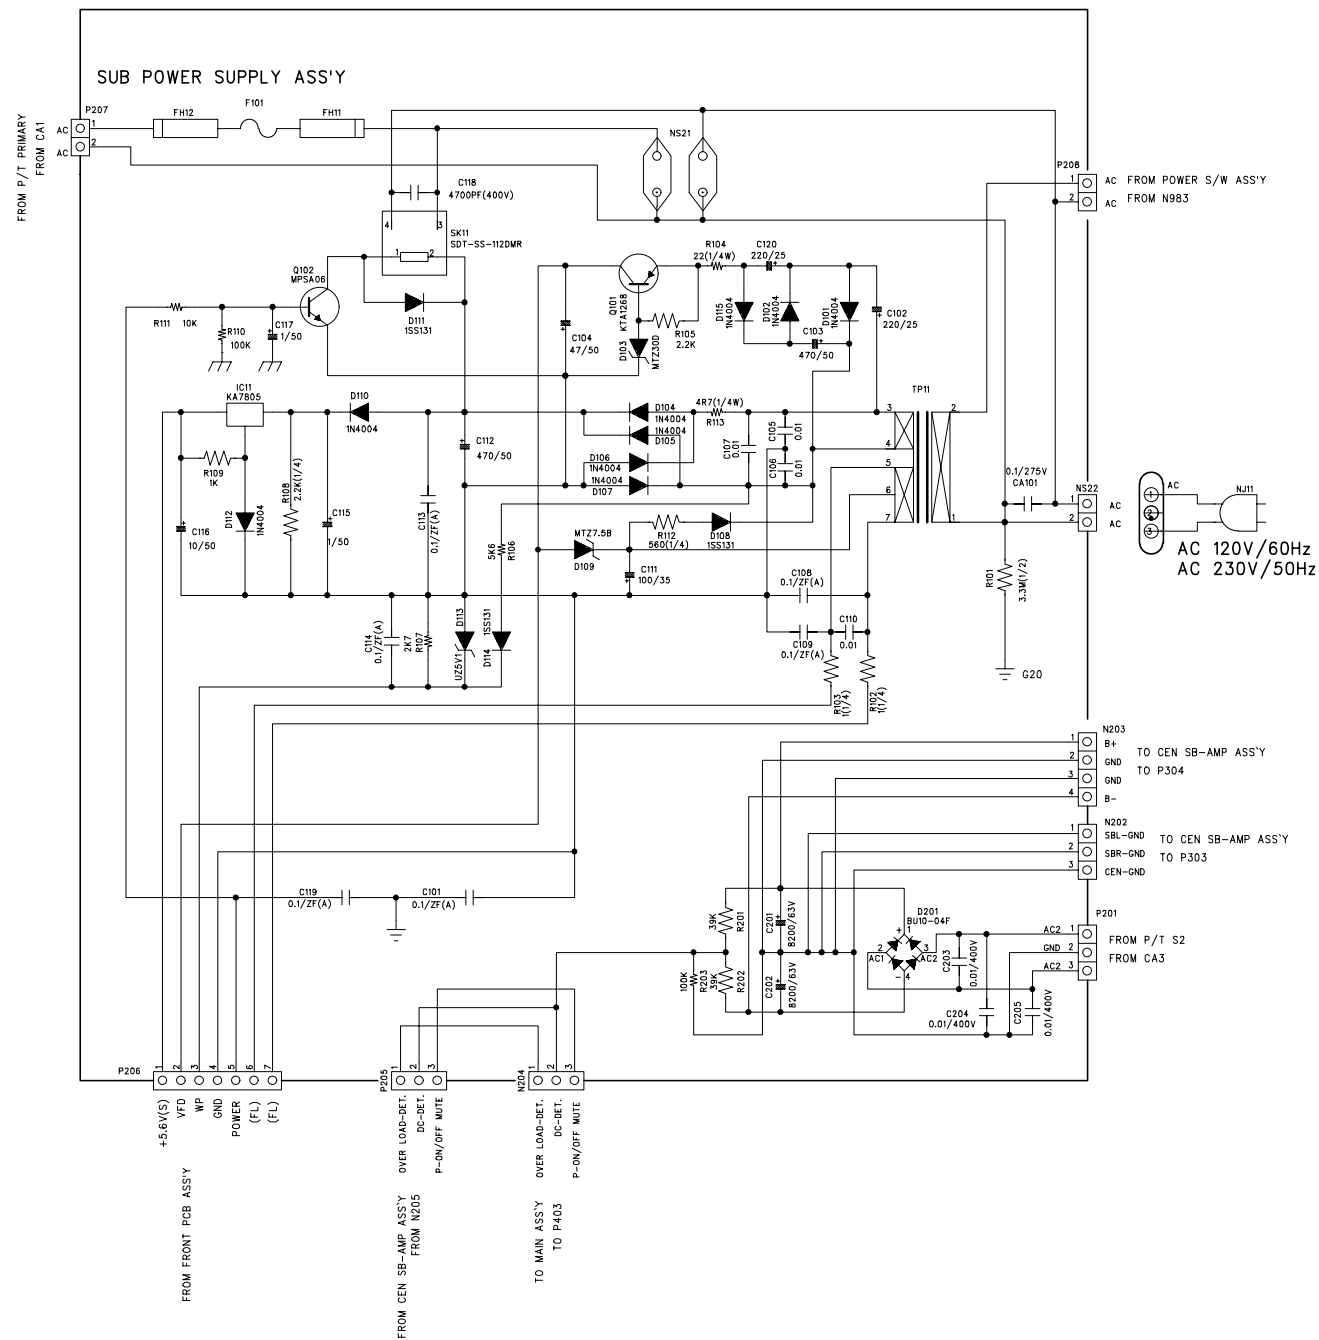 SUB POWER SUPPLY ASS'Y
P207
FH12
F101
FH11
AC 1
AC 2
FROM P/T PRIMARY
FROM CA1
NS21
P208
1 AC FROM POWER S/W ASS'Y
2 AC FROM N983
C118
4700PF(400V)
4
3
SK11
SDT-SS-112DMR
1
2
Q102
MPSA06
D111
1SS131
R111 10K
R110
100K
C117
1/50
C104
47/50
Q101
KTA1268
R104
22(1/4W)
C120
220/25
D115
1N4004
D102
1N4004
D101
1N4004
C102
220/25
R105
2.2K
D103
MTZ30D
C103
470/50
IC11
KA7805
D110
1N4004
D104
1N4004
1N4004
D105
D106
1N4004
1N4004
D107
4R7(1/4W)
R113
C105
0.01
C106
0.01
C107
0.01
TP11
3
4
5
6
7
2
1
R109
1K
R108
2.2K(1/4)
C112
470/50
C116
10/50
D112
1N4004
C115
1/50
C113
0.1/ZF(A)
5K6
R106
MTZ7.5B
D109
R112
560(1/4)
D108
1SS131
C111
100/35
0.1/275V
CA101
NS22
1 AC
2 AC
1
2
3
AC
NJ11
AC 120V/60Hz
AC 230V/50Hz
R101
3.3M(1/2)
G20
C108
0.1/ZF(A)
C109
0.1/ZF(A)
C110
0.01
C114
0.1/ZF(A)
2K7
R107
D113
UZ5V1
1SS131
D114
R103
1(1/4)
R102
1(1/4)
N203
1 B+
2 GND
3 GND
4 B-
TO CEN SB-AMP ASS'Y
TO P304
N202
1 SBL-GND
2 SBR-GND
3 CEN-GND
TO CEN SB-AMP ASS'Y
TO P303
C119
0.1/ZF(A)
C101
0.1/ZF(A)
39K
R201
C201
8200/63V
D201
BU10-04F
+ 1
2
AC1
3
AC2
- 4
100K
R203
39K
R202
C202
8200/63V
C203
0.01/400V
C204
0.01/400V
C205
0.01/400V
P201
AC2 1
GND 2
AC2 3
FROM P/T S2
FROM CA3
P206
1 2 3 4 5 6 7
+5.6V(S)
VFD
WP
GND
POWER
(FL)
(FL)
FROM FRONT PCB ASS'Y
P205
1 2 3
OVER LOAD-DET.
DC-DET.
P-ON/OFF MUTE
FROM CEN SB-AMP ASS'Y
FROM N205
N204
1 2 3
OVER LOAD-DET.
DC-DET.
P-ON/OFF MUTE
TO MAIN ASS'Y
TO P403